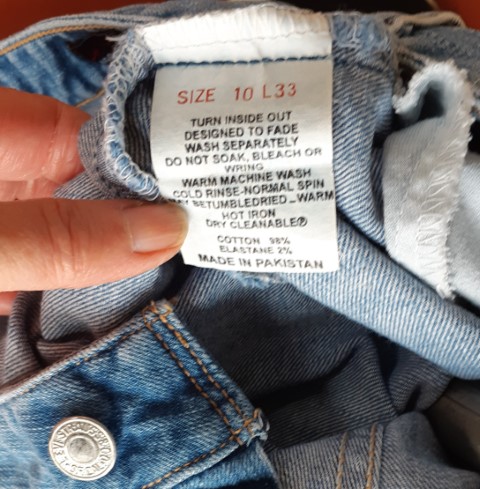 SIZE 10 L33
TURN INSIDE OUT
DESIGNED TO FADE
WASH SEPARATELY
DO NOT SOAK, BLEACH OR
WRING
WARM MACHINE WASH
COLD RINSE-NORMAL SPIN
BETUMBLEDRIED_WARM
HOT IRON
DRY CLEANABLE®
COTTON 98%
ELASTANE 2%
MADE IN PAKISTAN